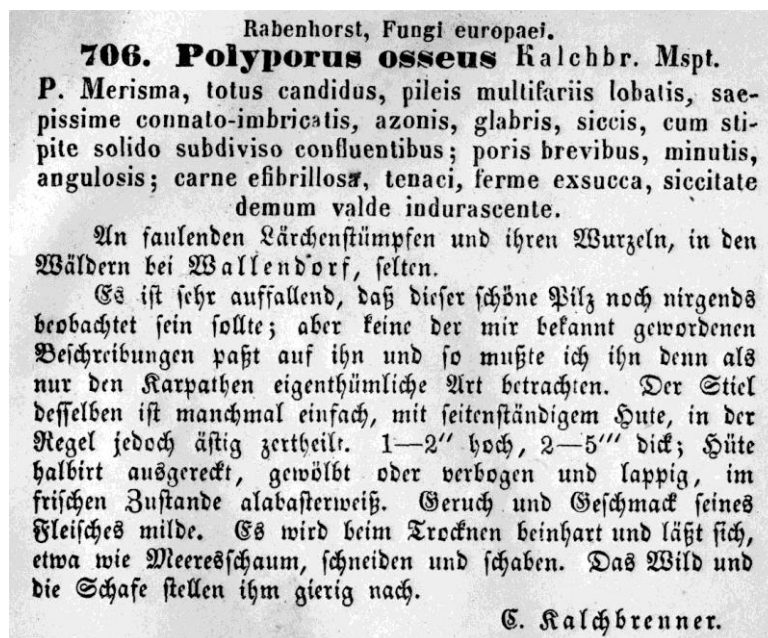 Rabenhorst, Fungi europaei.
706. Polyporus osseus Kalchbr. Mspt.
P. Merisma, totus candidus, pileis multifariis lobatis, sae-
pissime connato-imbricatis, azonis, glabris, siccis, cum sti-
pite solido subdiviso confluentibus; poris brevibus, minutis,
angulosis; carne efibrillosa, tenaci, ferme exsucca, siccitate
demum valde indurascente.
An faulenden Lärchenstümpfen und ihren Wurzeln, in den
Wäldern bei Wallendorf, selten.
Es ist sehr auffallend, daß dieser schöne Pilz noch nirgends
beobachtet sein sollte; aber keine der mir bekannt gewordenen
Beschreibungen paßt auf ihn und so mußte ich ihn denn als
nur den Karpathen eigenthümliche Art betrachten. Der Stiel
desselben ist manchmal einfach, mit seitenständigem Hute, in der
Regel jedoch ästig zertheilt. 1—2″ hoch, 2—5‴ dick; Hüte
halbirt ausgereckt, gewölbt oder verbogen und lappig, im
frischen Zustande alabasterweiß. Geruch und Geschmack seines
Fleisches milde. Es wird beim Trocknen beinhart und läßt sich,
etwa wie Meeresschaum, schneiden und schaben. Das Wild und
die Schafe stellen ihm gierig nach.
C. Kalchbrenner.